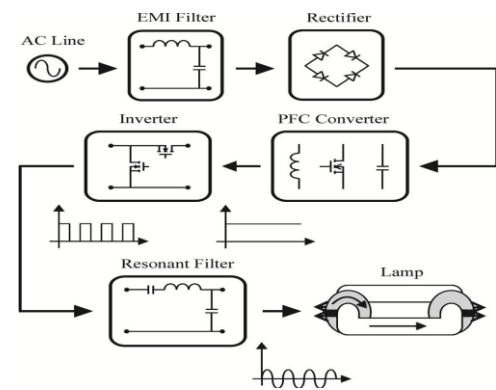 EMI Filter
Rectifier
AC Line
Inverter
PFC Converter
Resonant Filter
Lamp